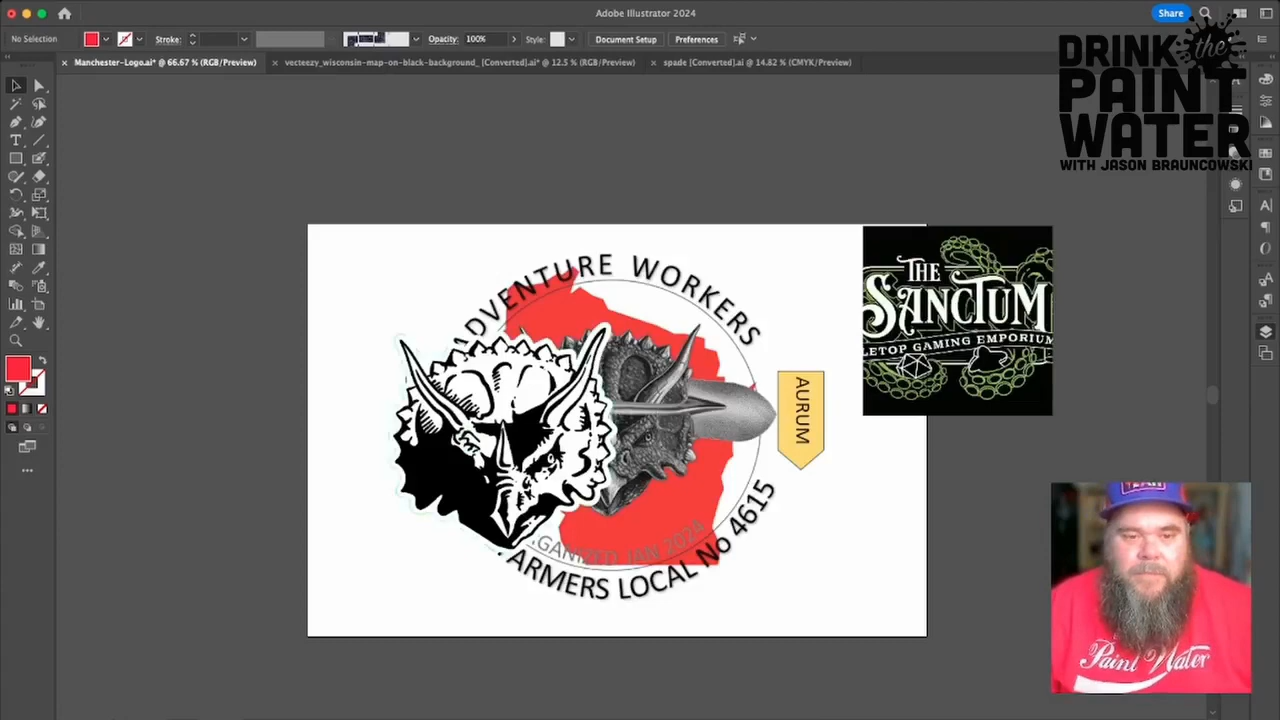 Adobe Illustrator 2024
Share
No Selection
Stroke:
Opacity:
100%
Style:
Document Setup
Preferences
Manchester-Logo.ai* @ 66.67 % (RGB/Preview)
vecteezy_wisconsin-map-on-black-background_ [Converted].ai* @ 12.5 % (RGB/Preview)
spade [Converted].ai @ 14.82 % (CMYK/Preview)
DRINK the
PAINT
WATER
WITH JASON BRAUNCOWSKI
ADVENTURE WORKERS
THE
SANCTUM
LETOP GAMING EMPORIUM
AURUM
.GANIZED JAN 2024
ARMERS LOCAL No 4615
Paint Water